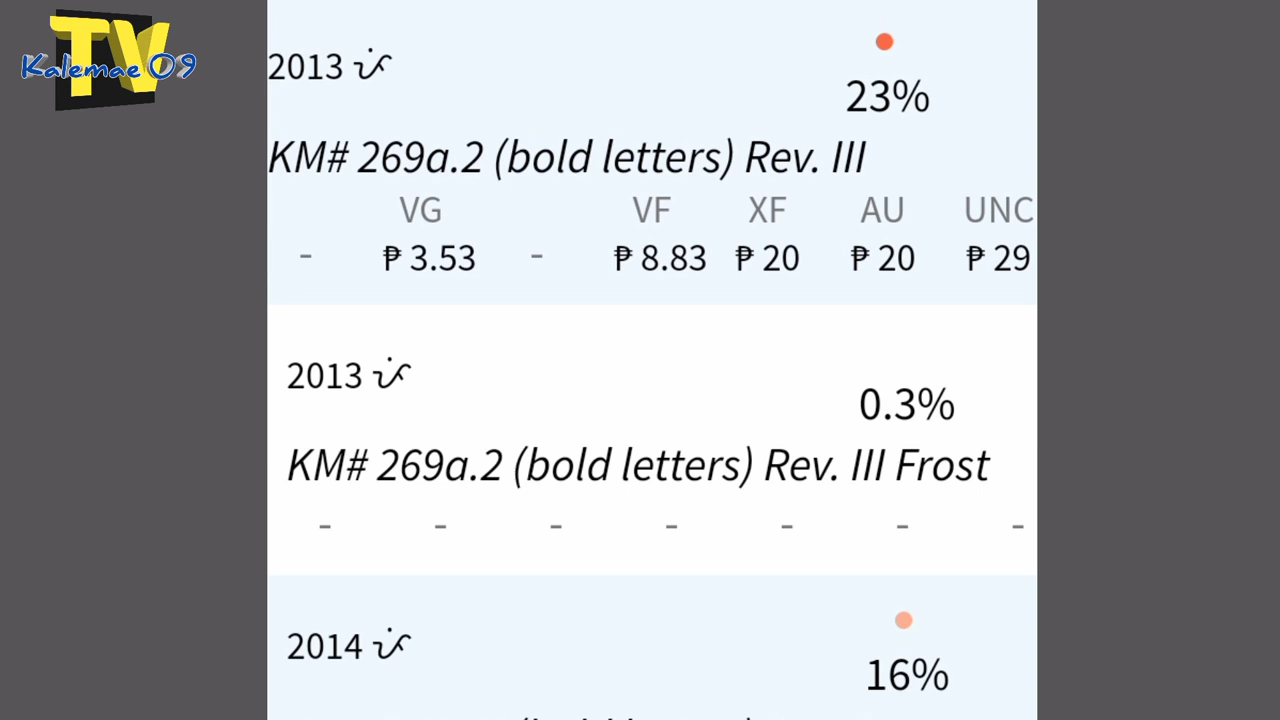 TV
Kalemae 09
2013 ᜊᜒ
23%
KM# 269a.2 (bold letters) Rev. III
VG VF XF AU UNC
- ₱ 3.53 - ₱ 8.83 ₱ 20 ₱ 20 ₱ 29
2013
0.3%
KM# 269a.2 (bold letters) Rev. III Frost
- - - - - - -
2014
16%